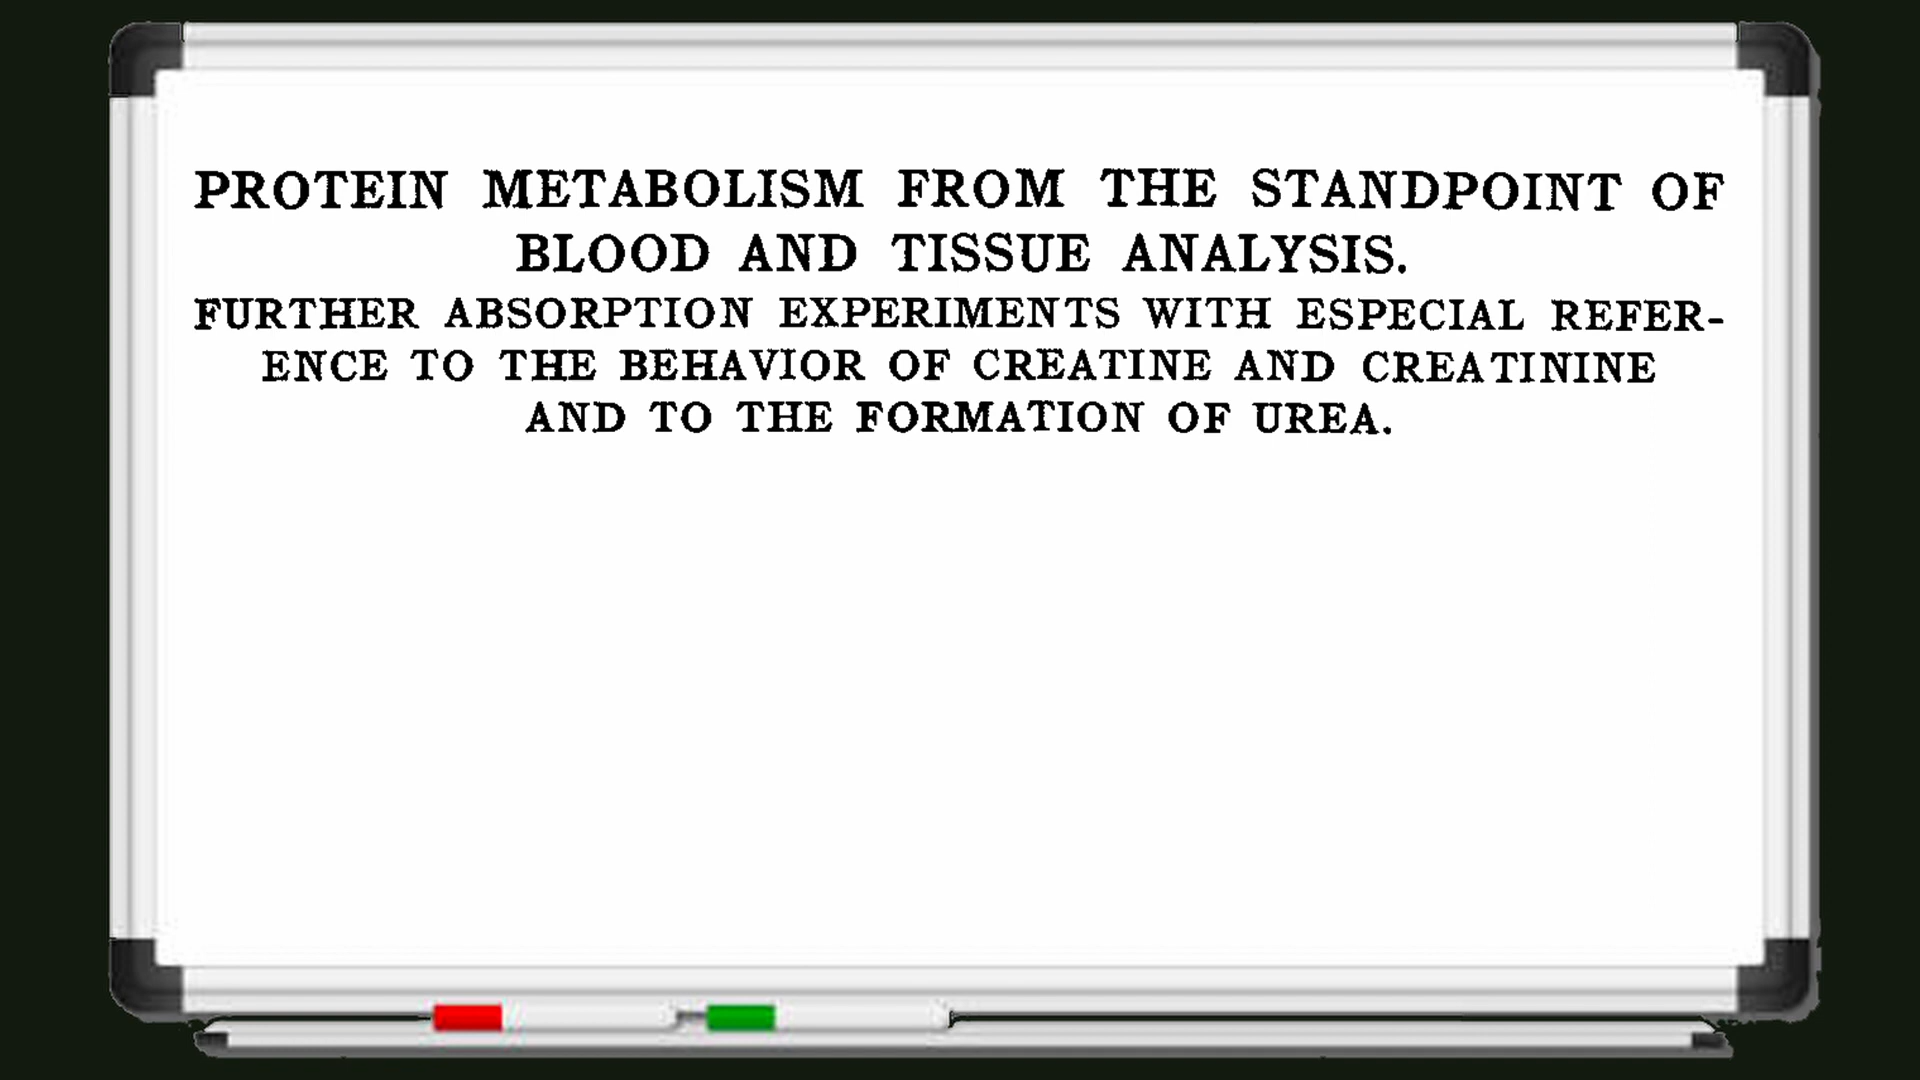 PROTEIN METABOLISM FROM THE STANDPOINT OF
BLOOD AND TISSUE ANALYSIS.
FURTHER ABSORPTION EXPERIMENTS WITH ESPECIAL REFER-
ENCE TO THE BEHAVIOR OF CREATINE AND CREATININE
AND TO THE FORMATION OF UREA.